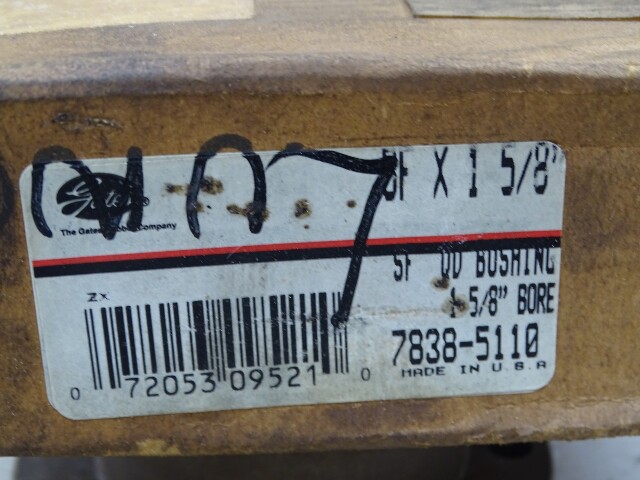 Gates
The Gates Rubber Company
SF X 1 5/8"
SF QD BUSHING
1 5/8" BORE
7838-5110
MADE IN U.S.A
ZX
0 72053 09521 0